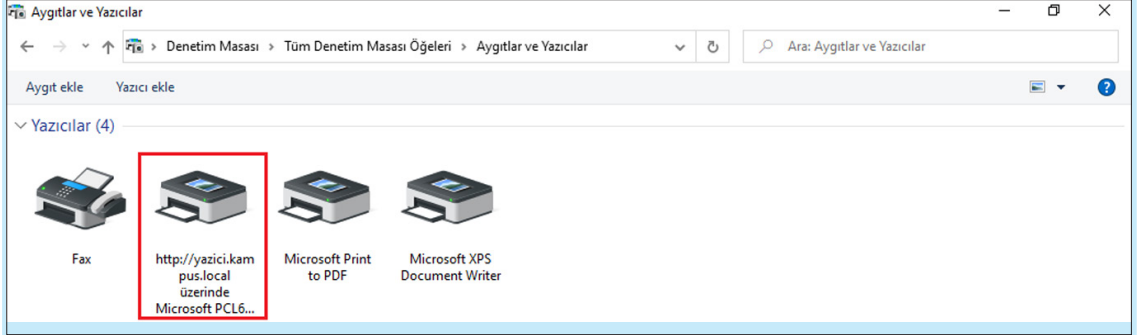 Aygıtlar ve Yazıcılar
Denetim Masası > Tüm Denetim Masası Öğeleri > Aygıtlar ve Yazıcılar
Ara: Aygıtlar ve Yazıcılar
Aygıt ekle Yazıcı ekle
?
Yazıcılar (4)
Fax
http://yazici.kam
pus.local
üzerinde
Microsoft PCL6...
Microsoft Print
to PDF
Microsoft XPS
Document Writer